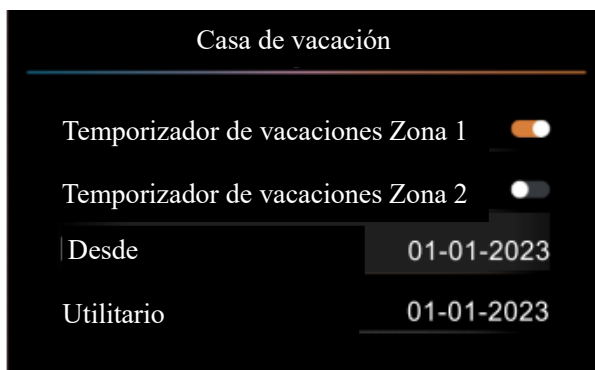 Casa de vacación
Temporizador de vacaciones Zona 1
Temporizador de vacaciones Zona 2
Desde 01-01-2023
Utilitario 01-01-2023